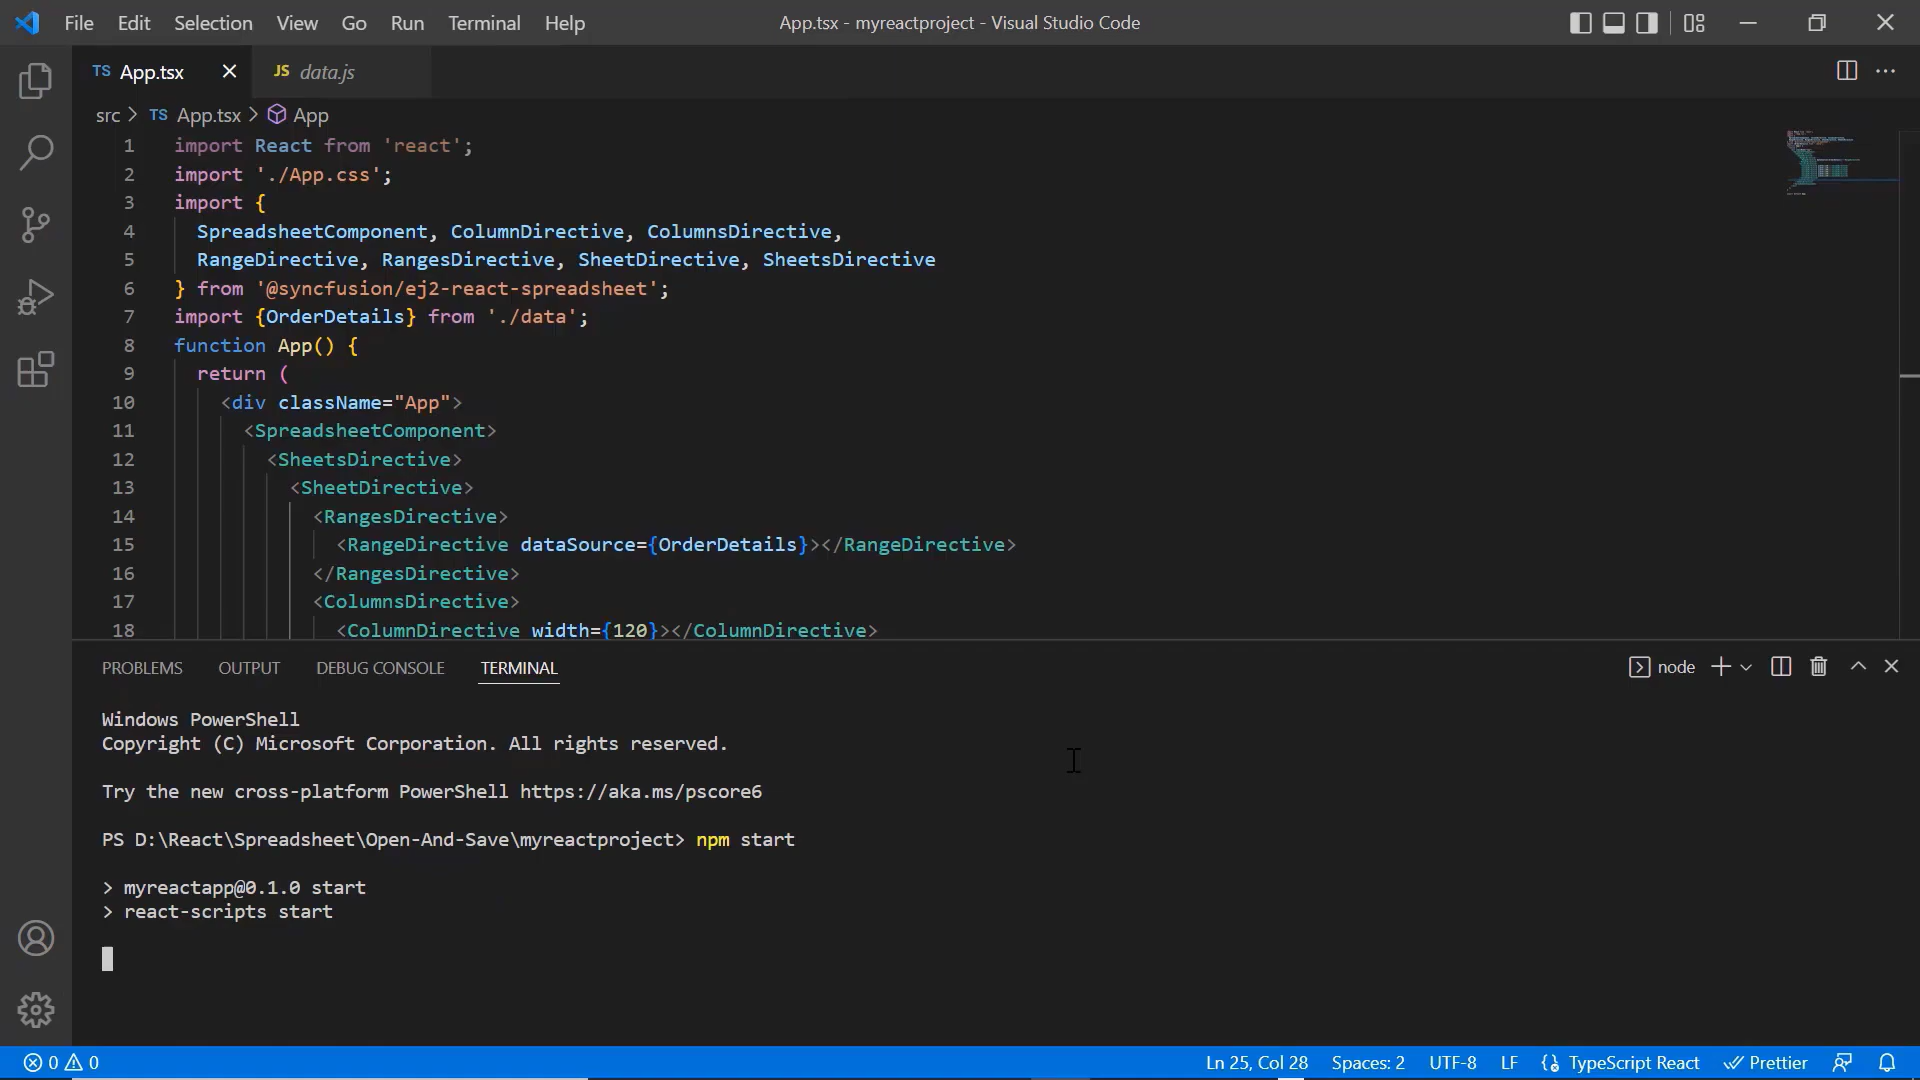 File Edit Selection View Go Run Terminal Help App.tsx - myreactproject - Visual Studio Code
TS App.tsx JS data.js
src > TS App.tsx > App
1 import React from 'react';
2 import './App.css';
3 import {
4 SpreadsheetComponent, ColumnDirective, ColumnsDirective,
5 RangeDirective, RangesDirective, SheetDirective, SheetsDirective
6 } from '@syncfusion/ej2-react-spreadsheet';
7 import {OrderDetails} from './data';
8 function App() {
9 return (
10 <div className="App">
11 <SpreadsheetComponent>
12 <SheetsDirective>
13 <SheetDirective>
14 <RangesDirective>
15 <RangeDirective dataSource={OrderDetails}></RangeDirective>
16 </RangesDirective>
17 <ColumnsDirective>
18 <ColumnDirective width={120}></ColumnDirective>
PROBLEMS OUTPUT DEBUG CONSOLE TERMINAL node
Windows PowerShell
Copyright (C) Microsoft Corporation. All rights reserved.
Try the new cross-platform PowerShell https://aka.ms/pscore6
PS D:\React\Spreadsheet\Open-And-Save\myreactproject> npm start
> myreactapp@0.1.0 start
> react-scripts start
0 0 Ln 25, Col 28 Spaces: 2 UTF-8 LF {} TypeScript React Prettier